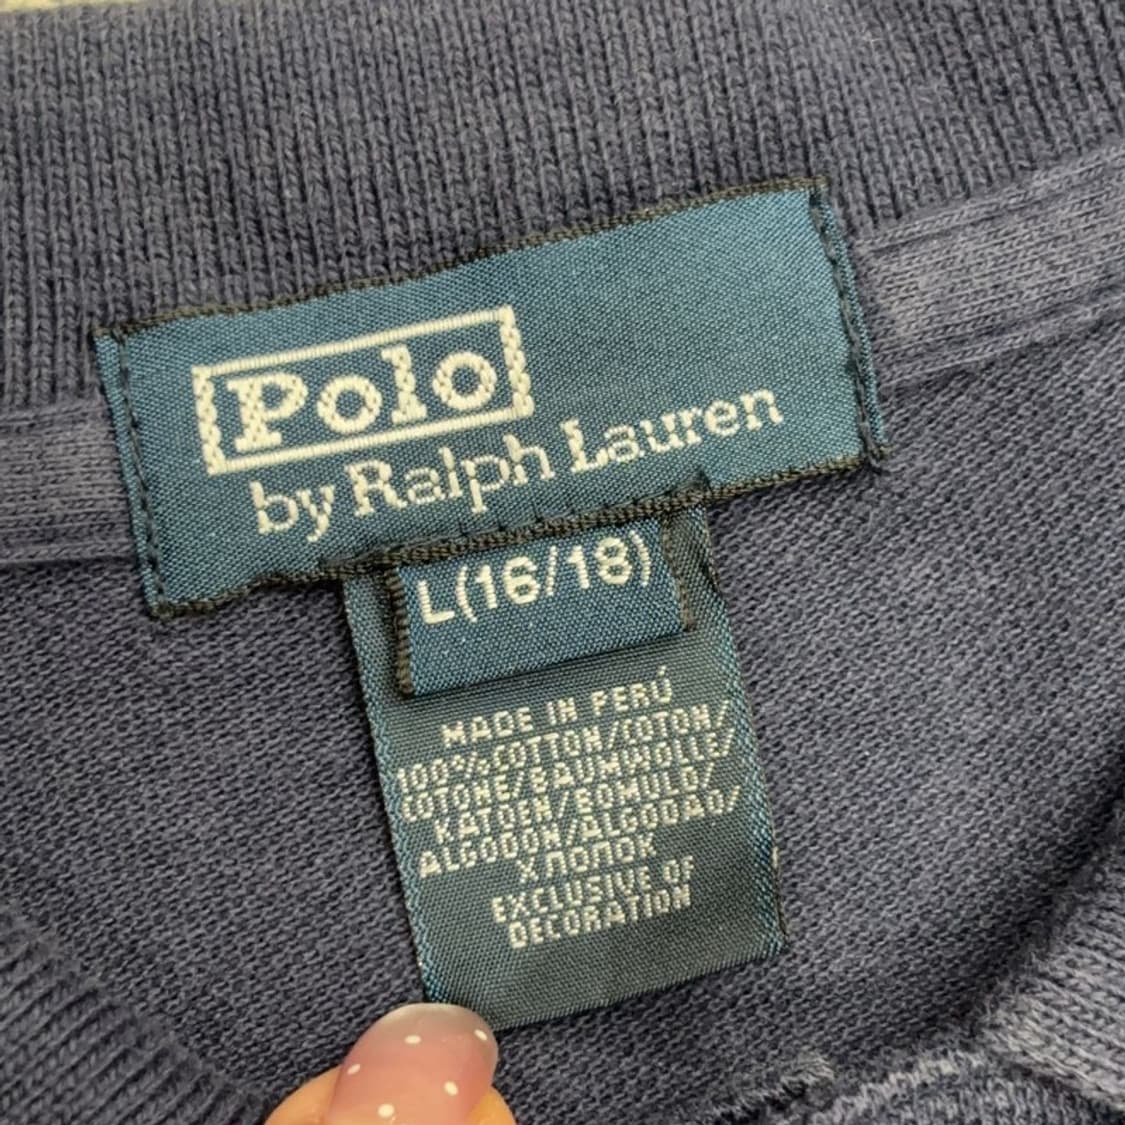 Polo
by Ralph Lauren
L(16/18)
MADE IN PERÚ
100%COTTON/COTON/
COTONE/BAUMWOLLE/
KATOEN/BOMULD/
ALGODON/ALGODAO/
ХЛОПОК
EXCLUSIVE OF
DECORATION